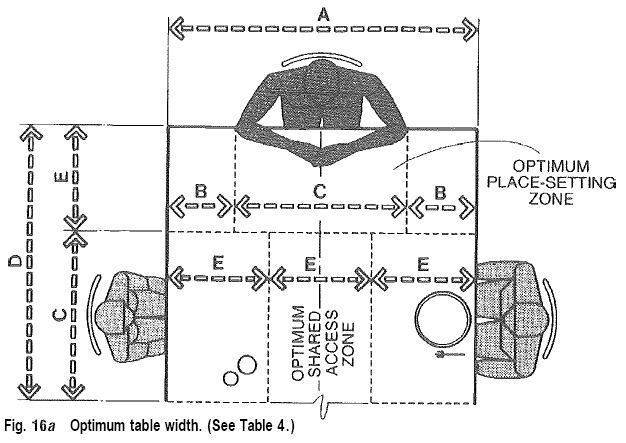 A
OPTIMUM
PLACE-SETTING
ZONE
B
C
B
E
D
C
E
E
E
OPTIMUM
SHARED
ACCESS
ZONE
Fig. 16a Optimum table width. (See Table 4.)